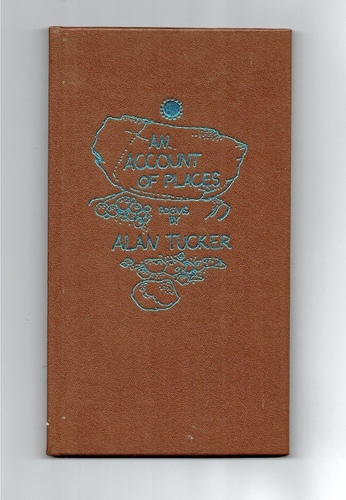 AN
ACCOUNT
OF PLACES
POEMS
BY
ALAN TUCKER